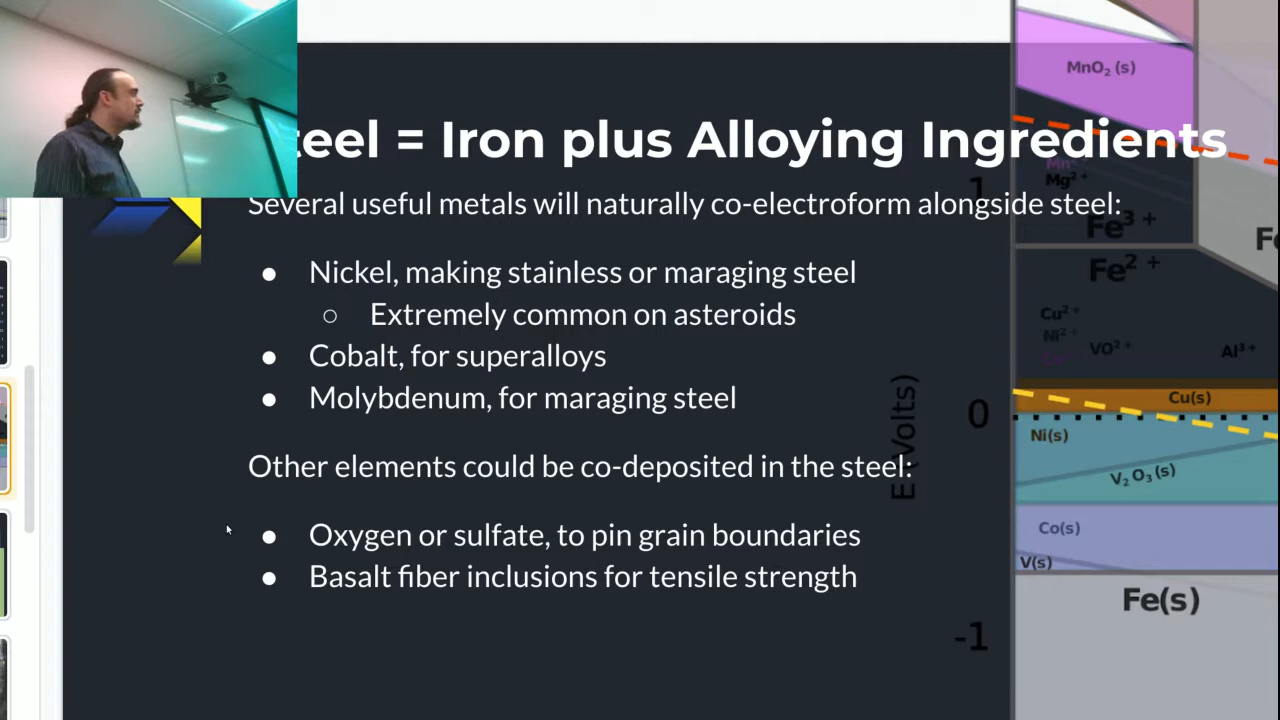 teel = Iron plus Alloying Ingredients
Several useful metals will naturally co-electroform alongside steel:
● Nickel, making stainless or maraging steel
○ Extremely common on asteroids
● Cobalt, for superalloys
● Molybdenum, for maraging steel
Other elements could be co-deposited in the steel:
● Oxygen or sulfate, to pin grain boundaries
● Basalt fiber inclusions for tensile strength
MnO₂ (s)
Mn²⁺
Mg²⁺
1
Fe³⁺
Fe²⁺
Cu²⁺
Ni²⁺
VO²⁺
Al³⁺
E (Volts)
0
Cu(s)
Ni(s)
V₂O₃(s)
Co(s)
V(s)
Fe(s)
-1